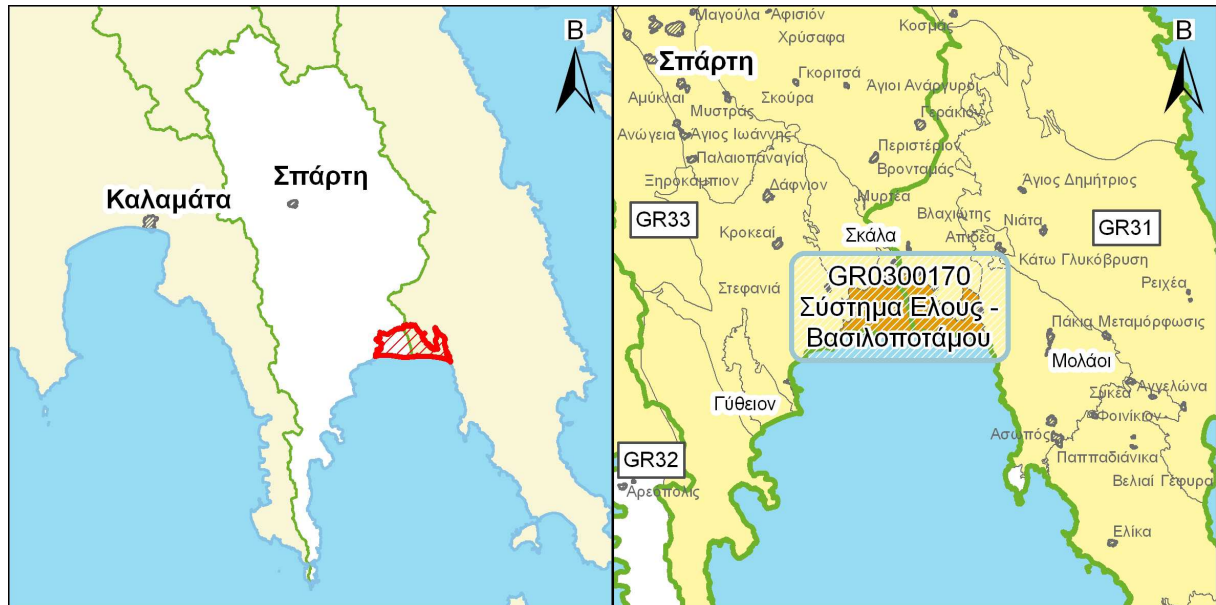 B
Σπάρτη
Καλαμάτα
Μαγούλα
Αφισιόν
Χρύσαφα
Κοσμάς
B
Σπάρτη
Γκοριτσά
Άγιοι Ανάργυροι
Αμύκλαι
Σκούρα
Μυστράς
Γεράκιον
Ανώγεια
Άγιος Ιωάννης
Περιστέριον
Παλαιοπαναγία
Βρονταμάς
Ξηροκάμπιον
Δάφνιον
Άγιος Δημήτριος
Μυρτέα
GR33
Βλαχιώτης
Νιάτα
GR31
Κροκεαί
Σκάλα
Απιδέα
Κάτω Γλυκόβρυση
GR0300170
Σύστημα Ελους -
Βασιλοποτάμου
Στεφανιά
Ρειχέα
Πάκια
Μεταμόρφωσις
Μολάοι
Γύθειον
Συκέα
Αγγελώνα
Φοινίκιον
Ασωπός
GR32
Παππαδιάνικα
Αρεόπολις
Βελιαί
Γέφυρα
Ελίκα